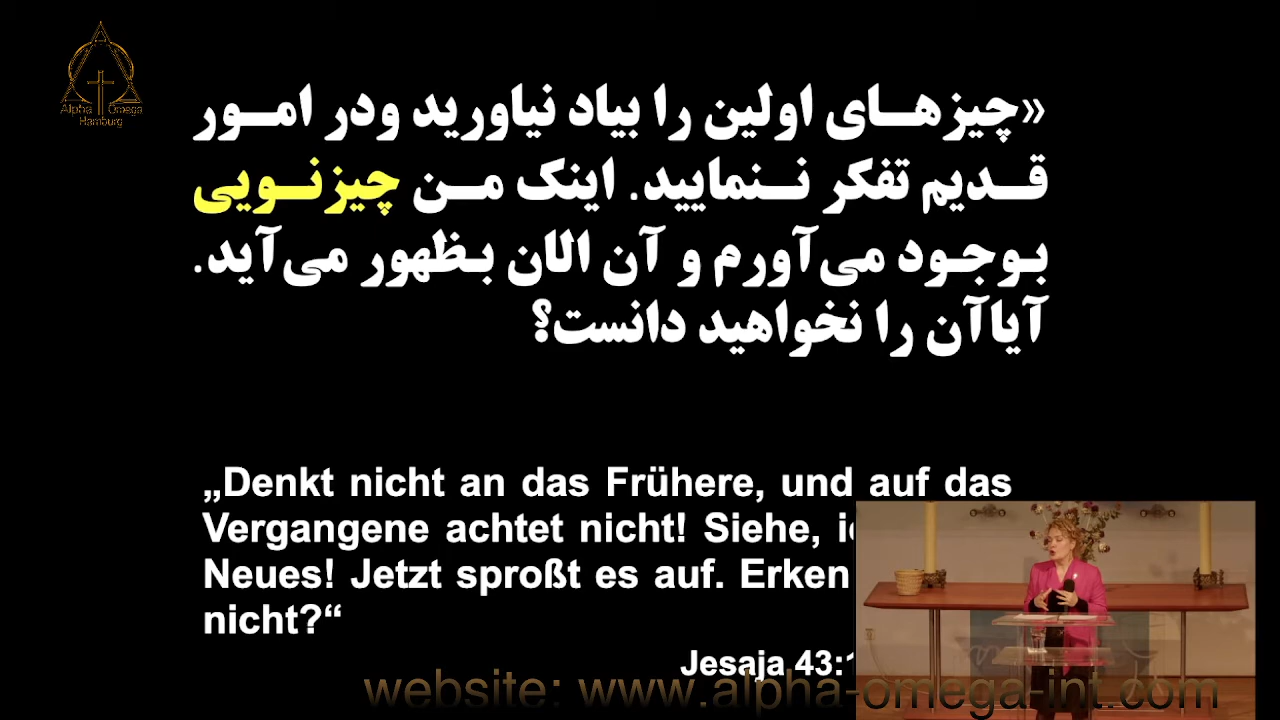 Alpha Omega
Hamburg
«چیزهای اولین را بیاد نیاورید ودر امور
قدیم تفکر ننمایید. اینک من چیزنویی
بوجود می‌آورم و آن الان بظهور می‌آید.
آیاآن را نخواهید دانست؟
„Denkt nicht an das Frühere, und auf das
Vergangene achtet nicht! Siehe,
Neues! Jetzt sproßt es auf.
nicht?“
Jesaja 43:1
website: www.alpha-omega-int.com